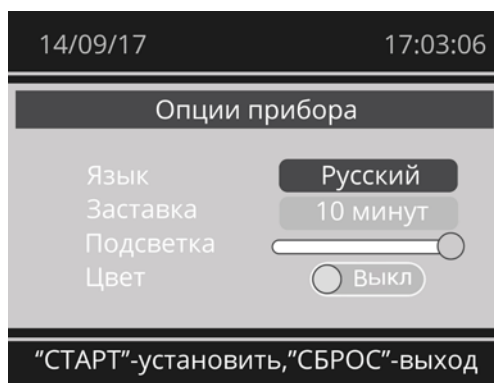 14/09/17 17:03:06
Опции прибора
Язык Русский
Заставка 10 минут
Подсветка
Цвет Выкл
"СТАРТ"-установить,"СБРОС"-выход